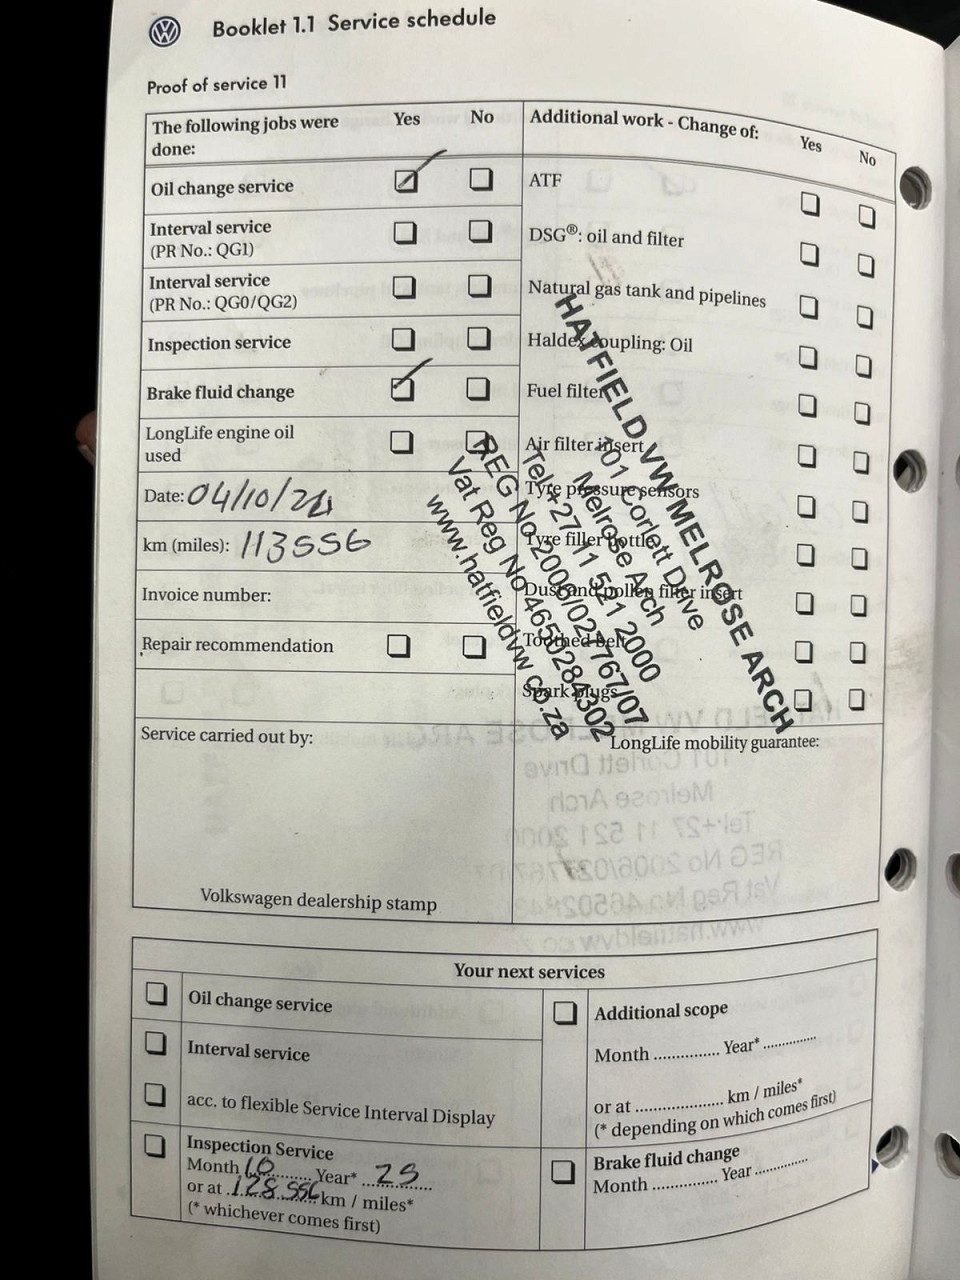 Booklet 1.1 Service schedule
Proof of service 11
The following jobs were done: Yes No
Oil change service
Interval service
(PR No.: QG1)
Interval service
(PR No.: QG0/QG2)
Inspection service
Brake fluid change
LongLife engine oil
used
Date: 04/10/24
km (miles): 113556
Invoice number:
Repair recommendation
Service carried out by:
Volkswagen dealership stamp
Additional work - Change of: Yes No
ATF
DSG®: oil and filter
Natural gas tank and pipelines
Haldex coupling: Oil
Fuel filter
Air filter insert
Tyre pressure sensors
Tyre filler bottle
Dust and pollen filter insert
Toothed belt
Spark plugs
LongLife mobility guarantee:
HATFIELD VW MELROSE ARCH
101 Corlett Drive
Melrose Arch
Tel:+27 11 521 2000
REG No 2006/027767/07
Vat Reg No 4650284302
www.hatfieldvw.co.za
Your next services
Oil change service
Interval service
acc. to flexible Service Interval Display
Inspection Service
Month 10 Year* 25
or at 128 556 km / miles*
(* whichever comes first)
Additional scope
Month .............. Year* .............
or at .................... km / miles*
(* depending on which comes first)
Brake fluid change
Month .............. Year .............